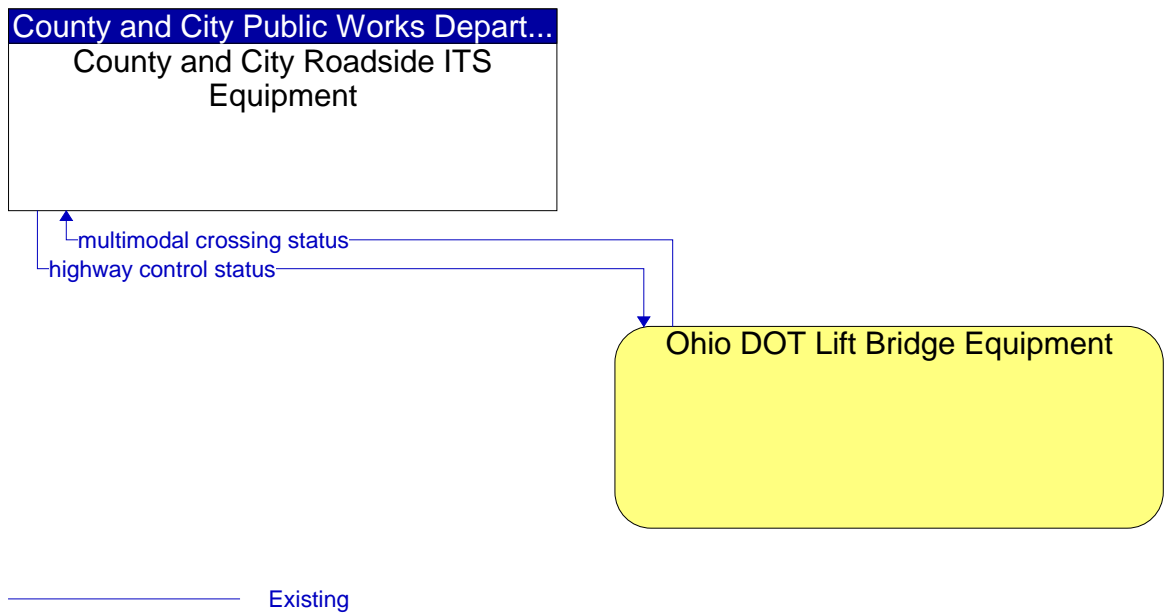 County and City Public Works Depart...
County and City Roadside ITS
Equipment
multimodal crossing status
highway control status
Ohio DOT Lift Bridge Equipment
Existing